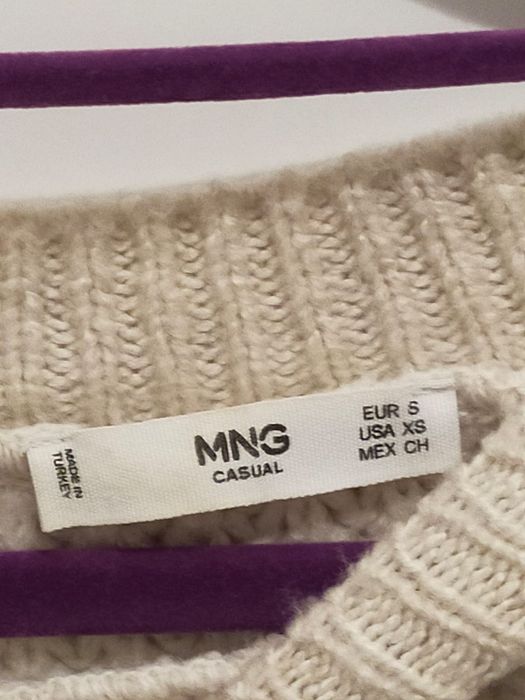 MADE IN
TURKEY
MNG
CASUAL
EUR S
USA XS
MEX CH